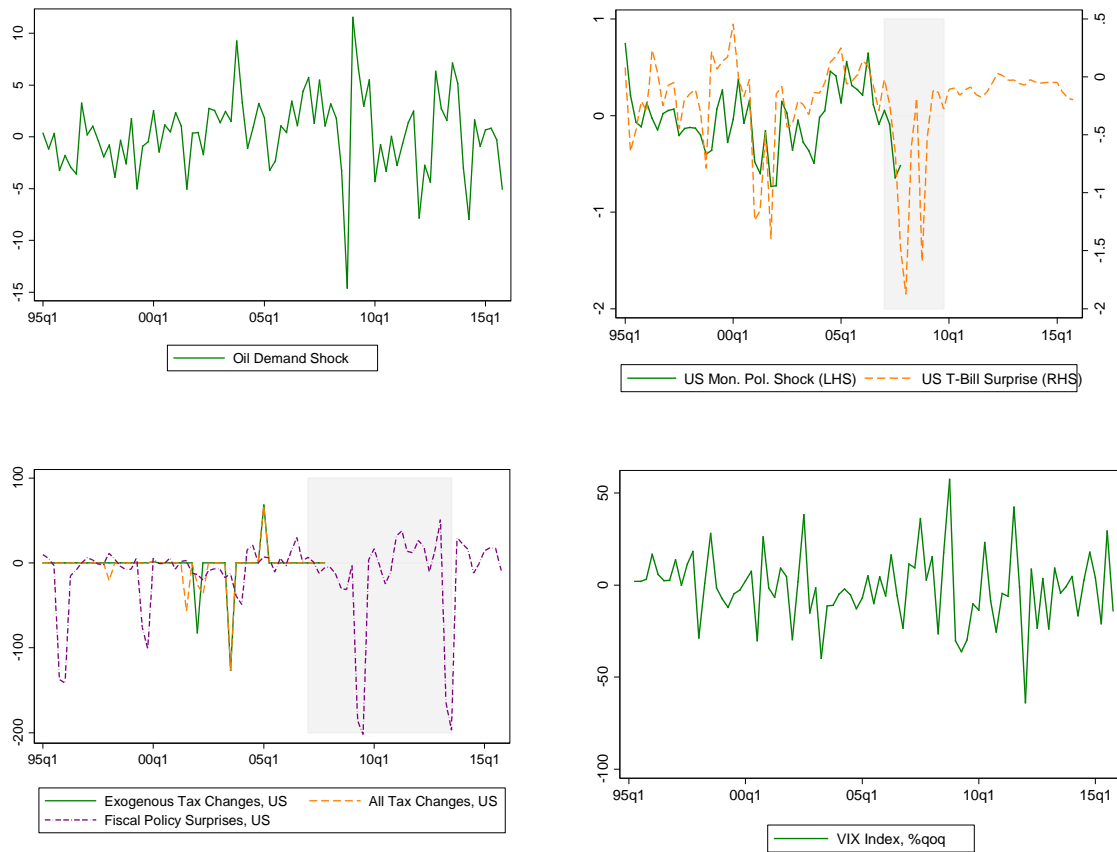 10
5
0
-5
-10
-15
95q1 00q1 05q1 10q1 15q1
Oil Demand Shock
1
0
-1
-2
.5
0
-.5
-1
-1.5
-2
95q1 00q1 05q1 10q1 15q1
US Mon. Pol. Shock (LHS) US T-Bill Surprise (RHS)
100
0
-100
-200
95q1 00q1 05q1 10q1 15q1
Exogenous Tax Changes, US All Tax Changes, US
Fiscal Policy Surprises, US
50
0
-50
-100
95q1 00q1 05q1 10q1 15q1
VIX Index, %qoq